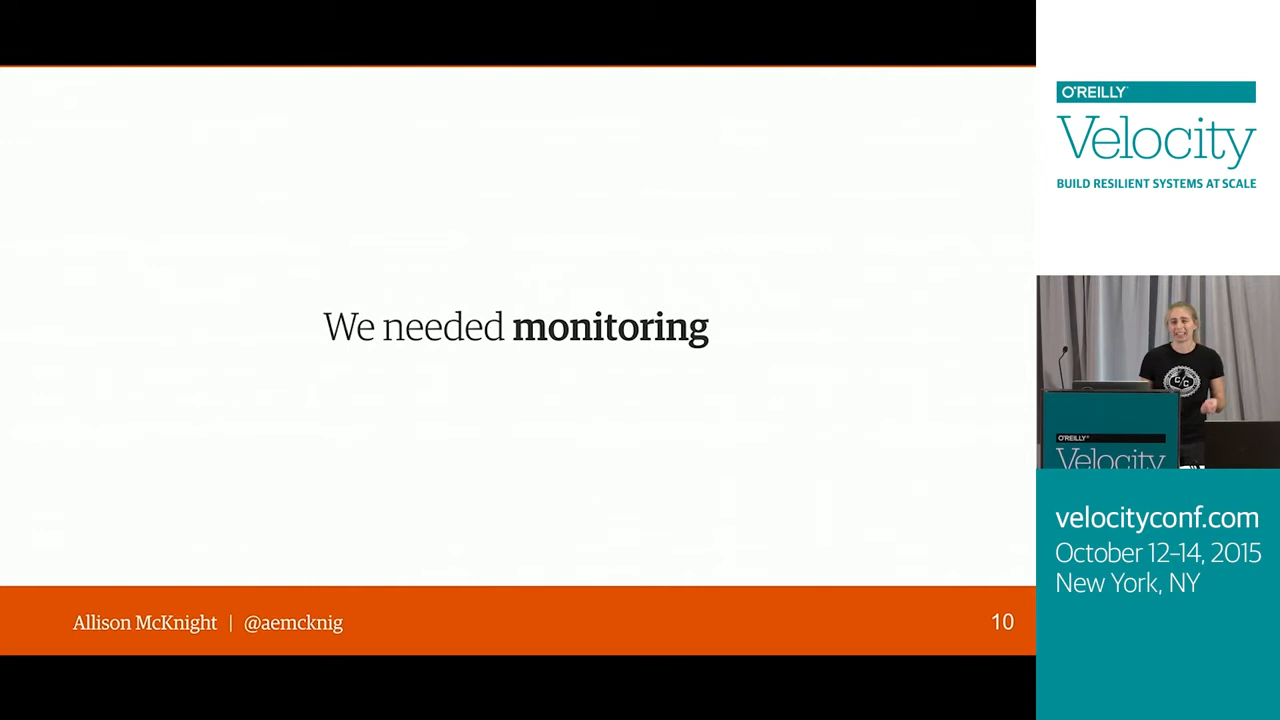 We needed monitoring
Allison McKnight | @aemcknig
10
O'REILLY
Velocity
BUILD RESILIENT SYSTEMS AT SCALE
C/C
O'REILLY
Velocity
velocityconf.com
October 12–14, 2015
New York, NY